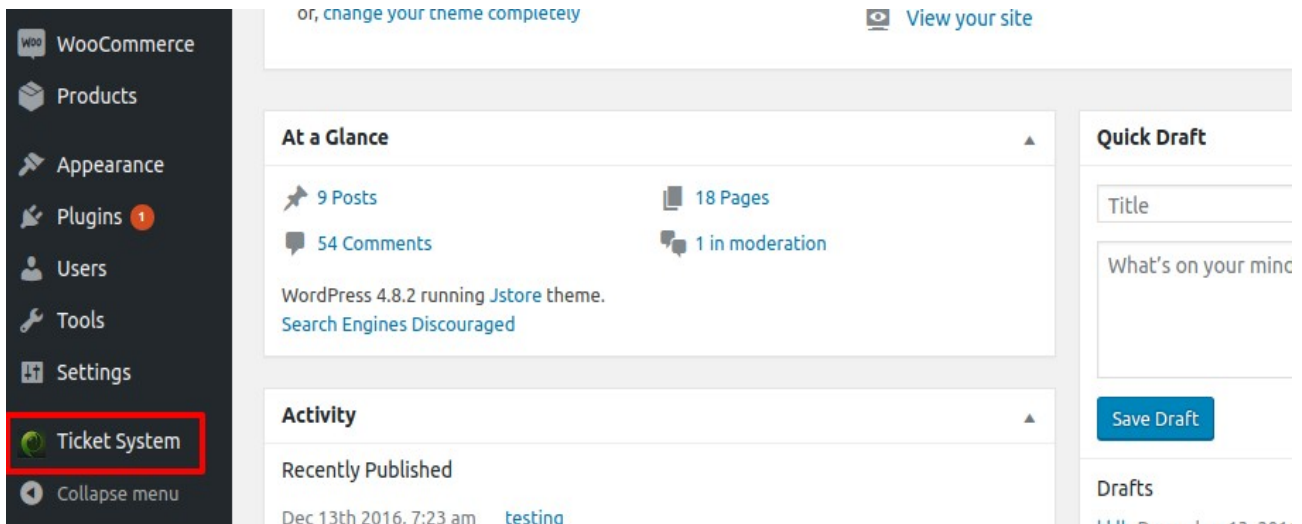 or, change your theme completely
View your site
Woo WooCommerce
Products
Appearance
Plugins 1
Users
Tools
Settings
Ticket System
Collapse menu
At a Glance
9 Posts
18 Pages
54 Comments
1 in moderation
WordPress 4.8.2 running Jstore theme.
Search Engines Discouraged
Activity
Recently Published
Dec 13th 2016, 7:23 am testing
Quick Draft
Title
What's on your mind
Save Draft
Drafts